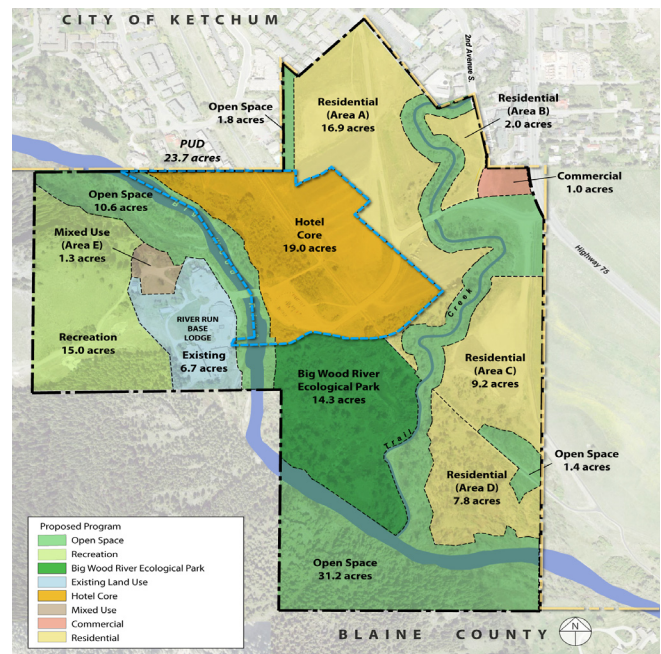 CITY OF KETCHUM
2nd Avenue S.
Open Space
1.8 acres
Residential
(Area A)
16.9 acres
Residential
(Area B)
2.0 acres
PUD
23.7 acres
Commercial
1.0 acres
Open Space
10.6 acres
Mixed Use
(Area E)
1.3 acres
Hotel
Core
19.0 acres
Highway 75
RIVER RUN
BASE
LODGE
Existing
6.7 acres
Recreation
15.0 acres
Creek
Trail
Big Wood River
Ecological Park
14.3 acres
Residential
(Area C)
9.2 acres
Open Space
1.4 acres
Residential
(Area D)
7.8 acres
Open Space
31.2 acres
Proposed Program
Open Space
Recreation
Big Wood River Ecological Park
Existing Land Use
Hotel Core
Mixed Use
Commercial
Residential
BLAINE COUNTY
N